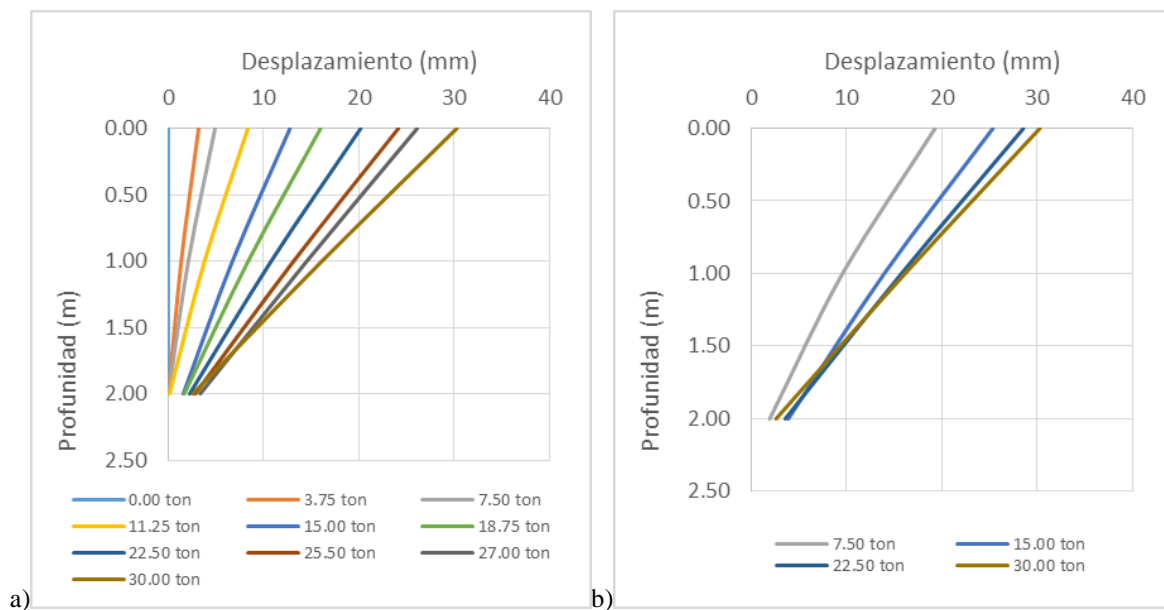 Desplazamiento (mm)
0 10 20 30 40
0.00
0.50
1.00
1.50
2.00
2.50
Profunidad (m)
0.00 ton 3.75 ton 7.50 ton
11.25 ton 15.00 ton 18.75 ton
22.50 ton 25.50 ton 27.00 ton
30.00 ton
a)
Desplazamiento (mm)
0 10 20 30 40
0.00
0.50
1.00
1.50
2.00
2.50
Profunidad (m)
7.50 ton 15.00 ton
22.50 ton 30.00 ton
b)